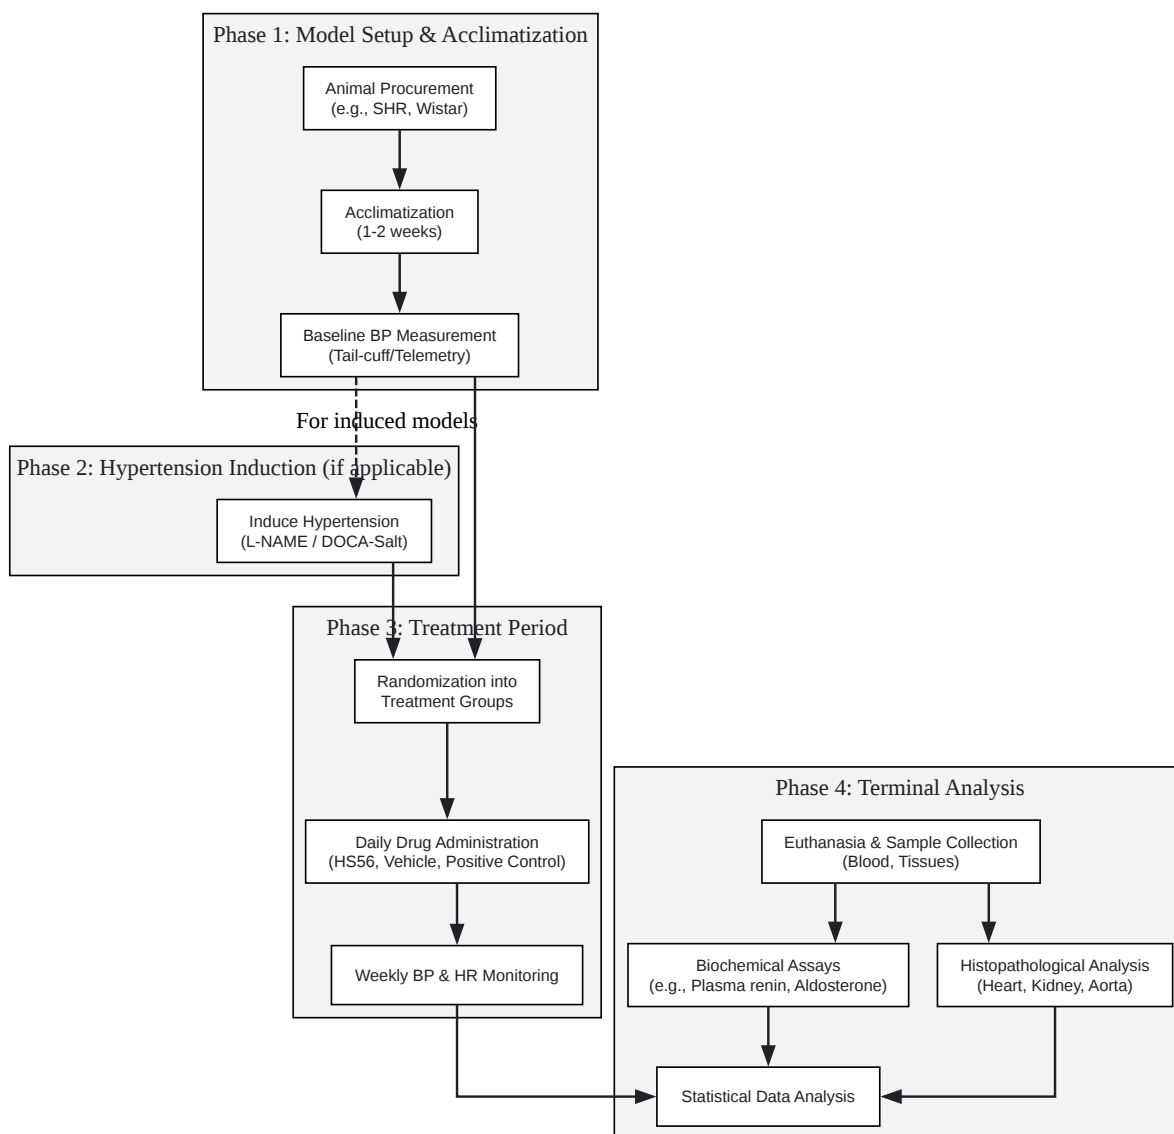 Phase 1: Model Setup & Acclimatization
Animal Procurement
(e.g., SHR, Wistar)
Acclimatization
(1-2 weeks)
Baseline BP Measurement
(Tail-cuff/Telemetry)
For induced models
Phase 2: Hypertension Induction (if applicable)
Induce Hypertension
(L-NAME / DOCA-Salt)
Phase 3: Treatment Period
Randomization into
Treatment Groups
Daily Drug Administration
(HS56, Vehicle, Positive Control)
Weekly BP & HR Monitoring
Phase 4: Terminal Analysis
Euthanasia & Sample Collection
(Blood, Tissues)
Biochemical Assays
(e.g., Plasma renin, Aldosterone)
Histopathological Analysis
(Heart, Kidney, Aorta)
Statistical Data Analysis